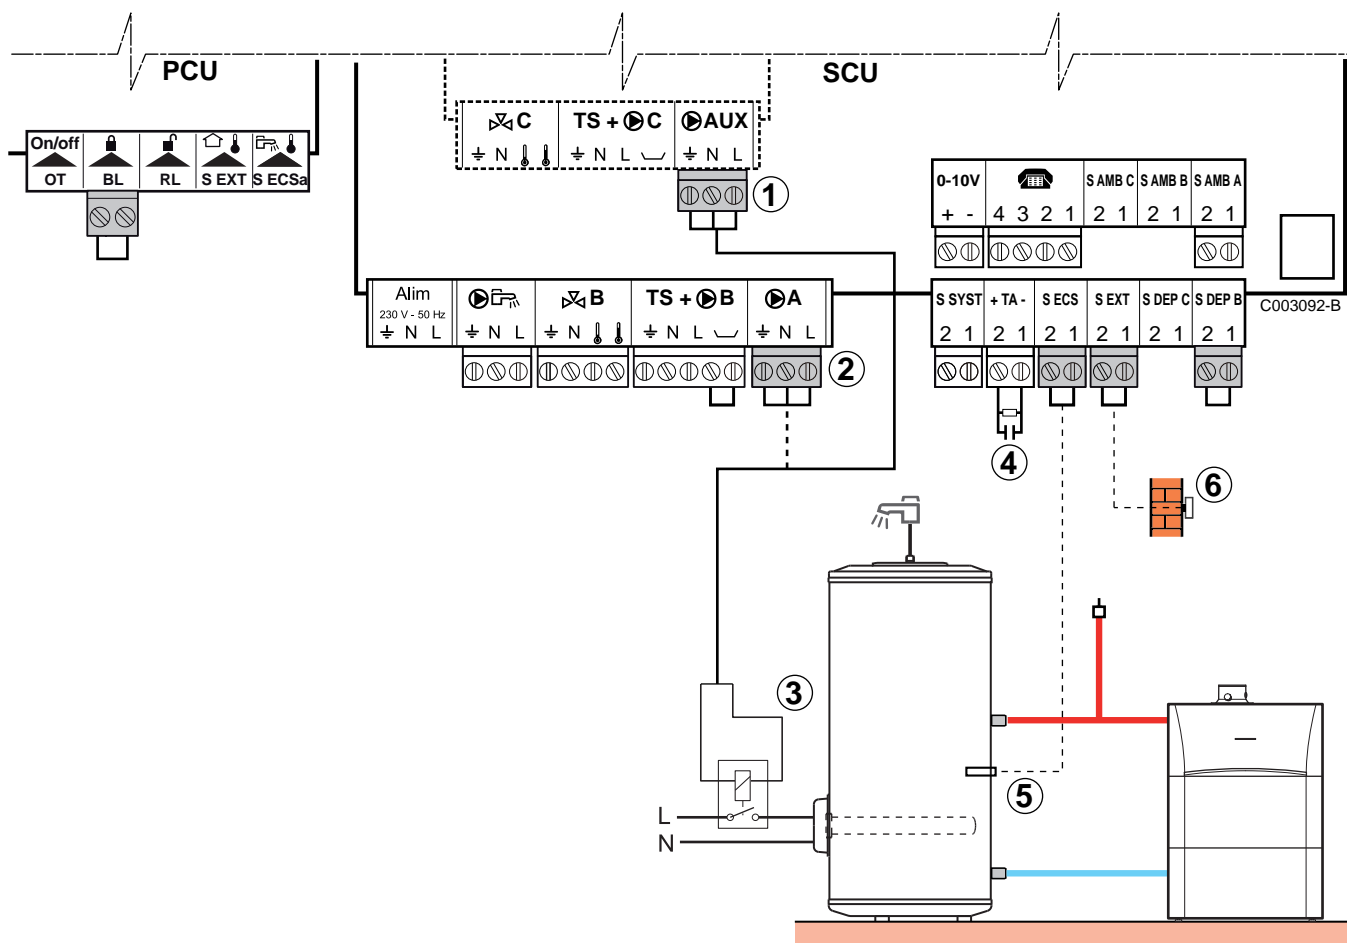 PCU
SCU
On/off
OT BL RL S EXT S ECSa
C TS + C AUX
N N L N L
1
0-10V S AMB C S AMB B S AMB A
+ - 4 3 2 1 2 1 2 1 2 1
Alim
230 V - 50 Hz
N L
N L
B
N
TS + B
N L
A
N L
2
S SYST + TA - S ECS S EXT S DEP C S DEP B
2 1 2 1 2 1 2 1 2 1 2 1
C003092-B
4
6
3
5
L
N